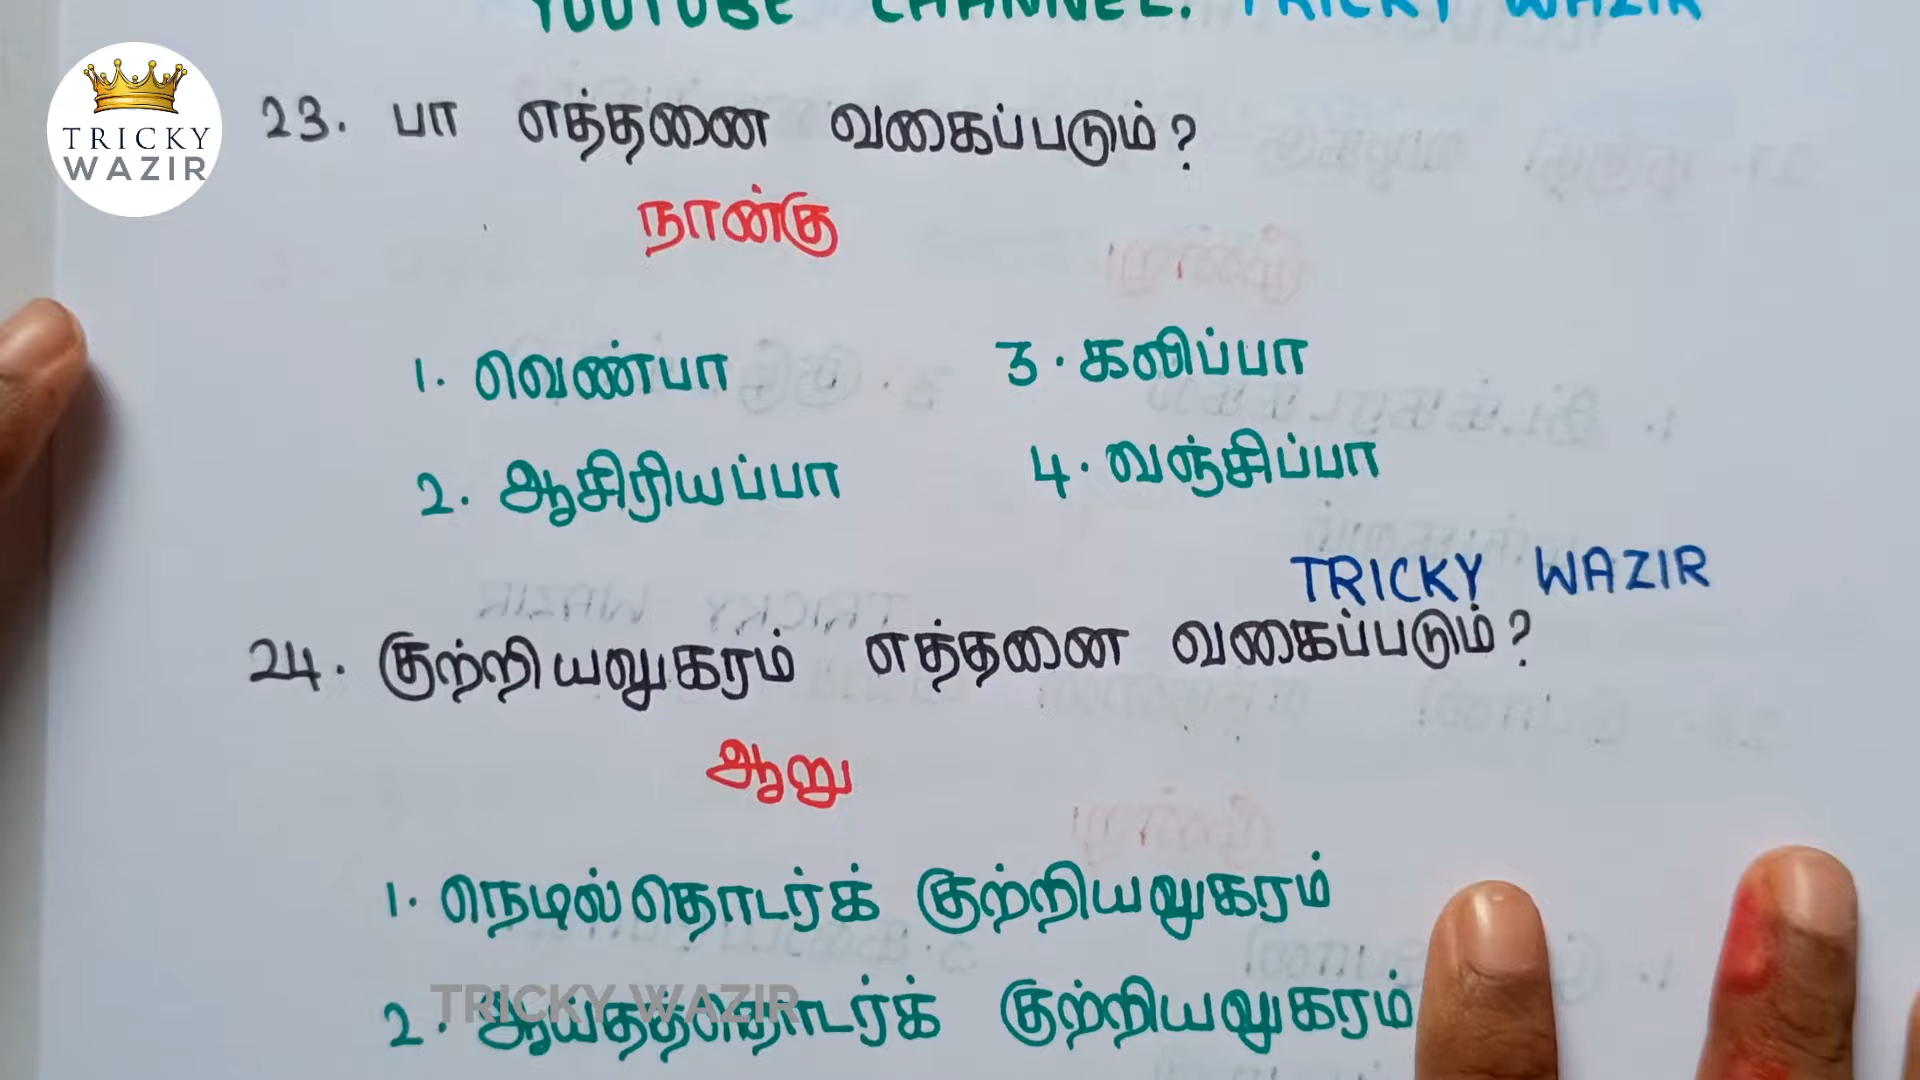 YOUTUBE CHANNEL: TRICKY WAZIR
TRICKY
WAZIR
23. பா எத்தனை வகைப்படும்?
நான்கு
1. வெண்பா
3. கலிப்பா
2. ஆசிரியப்பா
4. வஞ்சிப்பா
TRICKY WAZIR
24. குற்றியலுகரம் எத்தனை வகைப்படும்?
ஆறு
1. நெடில்தொடர்க் குற்றியலுகரம்
2. ஆய்தத்தொடர்க் குற்றியலுகரம்
TRICKY WAZIR